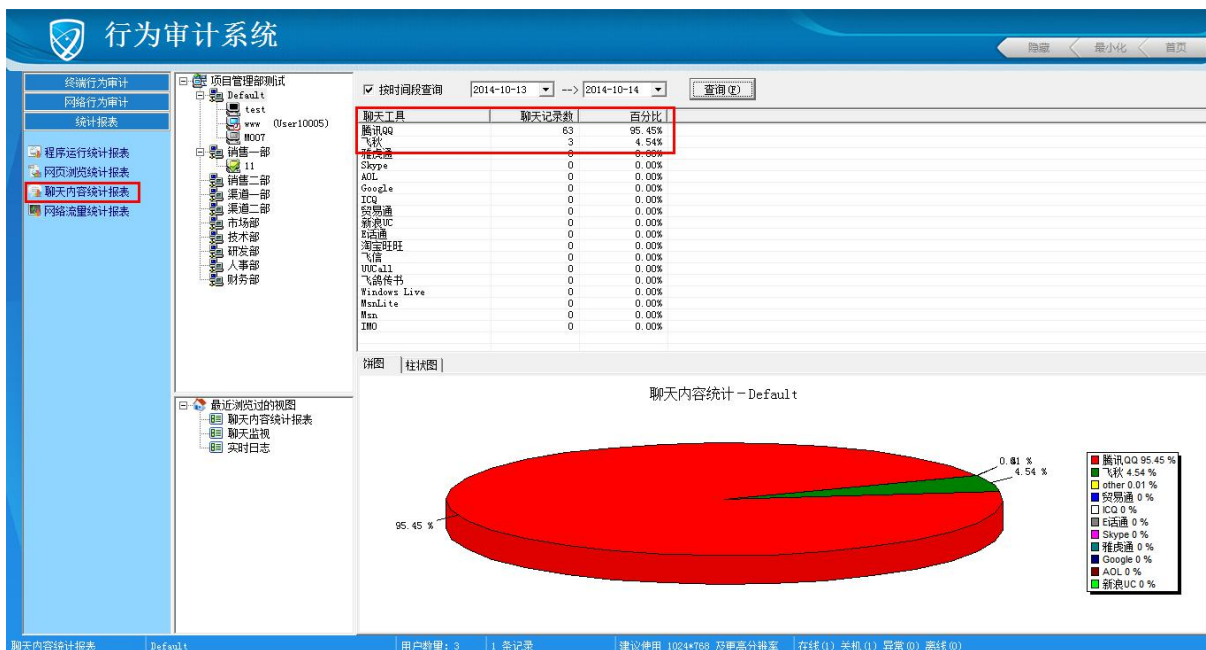 行为审计系统
隐藏 最小化 首页
终端行为审计
网络行为审计
统计报表
程序运行统计报表
网页浏览统计报表
聊天内容统计报表
网络流量统计报表
项目管理部测试
Default
test
www (User10005)
M007
销售一部
11
销售二部
渠道一部
渠道二部
市场部
技术部
研发部
人事部
财务部
最近浏览过的视图
聊天内容统计报表
聊天监视
实时日志
按时间段查询 2014-10-13 --> 2014-10-14 查询(F)
聊天工具 聊天记录数 百分比
腾讯QQ 63 95.45%
飞秋 3 4.54%
雅虎通 0 0.00%
Skype 0 0.00%
AOL 0 0.00%
Google 0 0.00%
ICQ 0 0.00%
贸易通 0 0.00%
新浪UC 0 0.00%
E话通 0 0.00%
淘宝旺旺 0 0.00%
飞信 0 0.00%
UUCall 0 0.00%
飞鸽传书 0 0.00%
Windows Live 0 0.00%
MsnLite 0 0.00%
Msn 0 0.00%
IMO 0 0.00%
饼图 柱状图
聊天内容统计-Default
4.54 %
95.45 %
腾讯QQ 95.45 %
飞秋 4.54 %
other 0.01 %
贸易通 0 %
ICQ 0 %
E话通 0 %
Skype 0 %
雅虎通 0 %
Google 0 %
AOL 0 %
新浪UC 0 %
聊天内容统计报表 Default 用户数量: 3 1 条记录 建议使用 1024*768 及更高分辨率 在线(1) 关机(1) 异常(0) 离线(0)